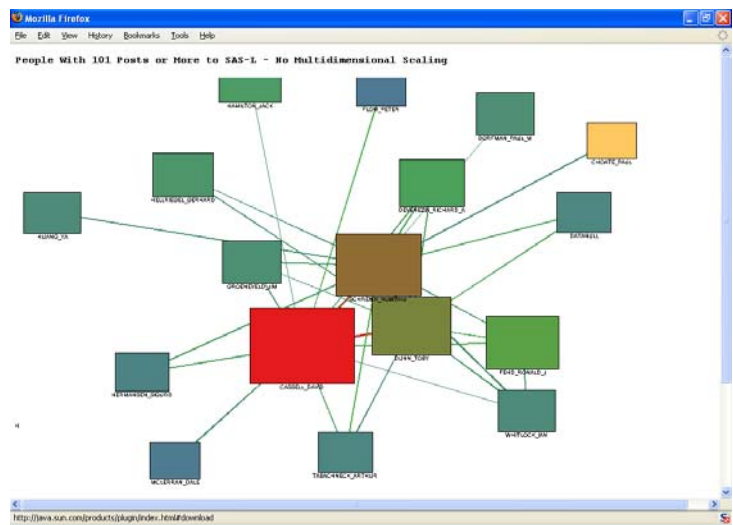 Mozilla Firefox
File Edit View History Bookmarks Tools Help
People With 101 Posts or More to SAS-L - No Multidimensional Scaling
HAMILTON_JACK
FLOM_PETER
DORFMAN_PAUL_M
CHOATE_PAUL
HELLRIEGEL_GERHARD
DEVENEZIA_RICHARD_A
HUANG_YA
DATANULL
GROENEVELD_JIM
DUNN_TOBY
CASSELL_DAVID
FEHD_RONALD_J
HERMANSEN_SIGURD
WHITLOCK_IAN
MCLERRAN_DALE
TABACHNECK_ARTHUR
http://java.sun.com/products/plugin/index.html#download